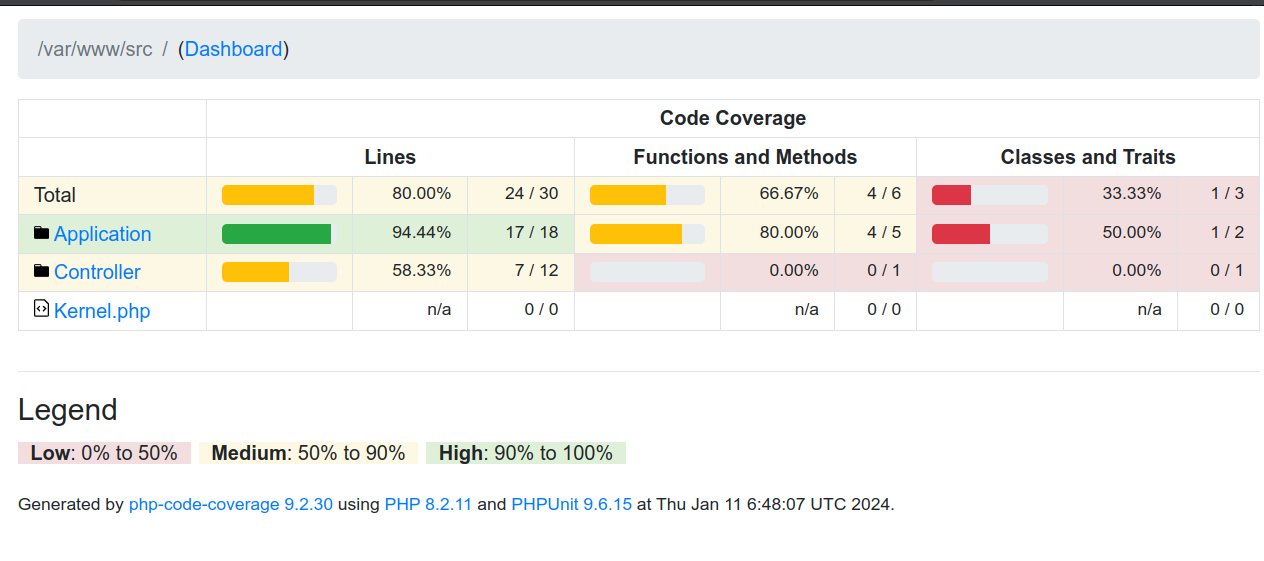 /var/www/src / (Dashboard)
Code Coverage
Lines Functions and Methods Classes and Traits
Total 80.00% 24 / 30 66.67% 4 / 6 33.33% 1 / 3
Application 94.44% 17 / 18 80.00% 4 / 5 50.00% 1 / 2
Controller 58.33% 7 / 12 0.00% 0 / 1 0.00% 0 / 1
Kernel.php n/a 0 / 0 n/a 0 / 0 n/a 0 / 0
Legend
Low: 0% to 50% Medium: 50% to 90% High: 90% to 100%
Generated by php-code-coverage 9.2.30 using PHP 8.2.11 and PHPUnit 9.6.15 at Thu Jan 11 6:48:07 UTC 2024.